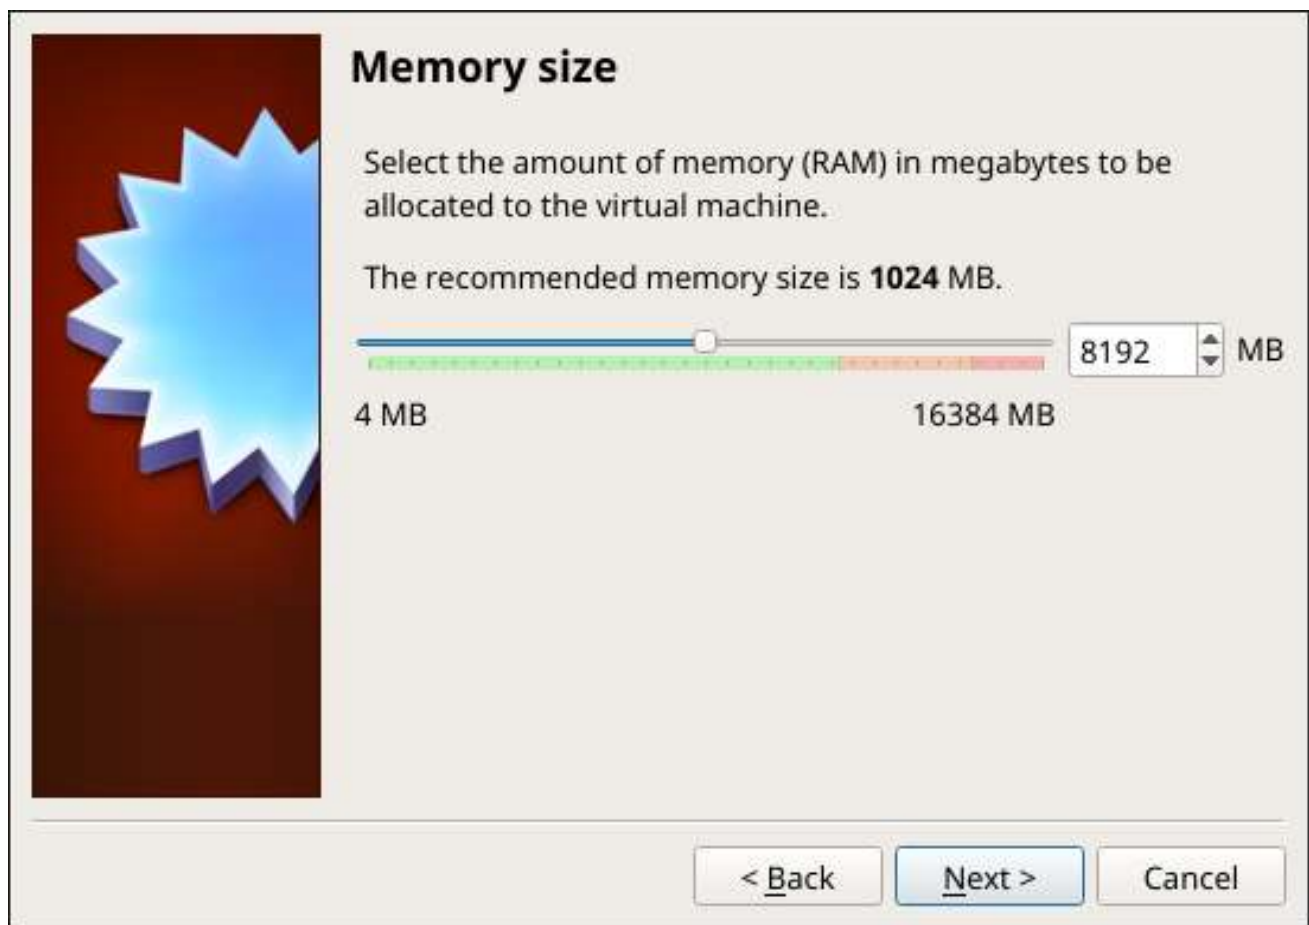 Memory size
Select the amount of memory (RAM) in megabytes to be
allocated to the virtual machine.
The recommended memory size is 1024 MB.
8192 MB
4 MB 16384 MB
< Back Next > Cancel